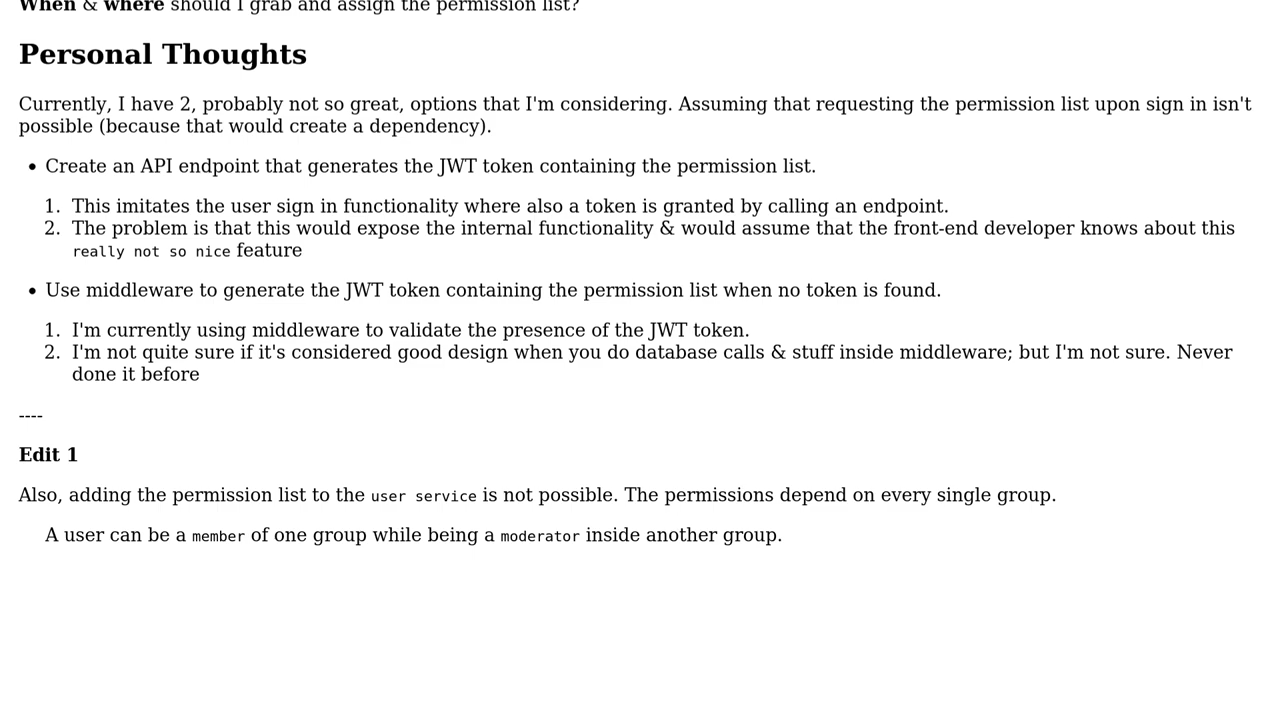 When & where should I grab and assign the permission list?
Personal Thoughts
Currently, I have 2, probably not so great, options that I'm considering. Assuming that requesting the permission list upon sign in isn't
possible (because that would create a dependency).
• Create an API endpoint that generates the JWT token containing the permission list.
1. This imitates the user sign in functionality where also a token is granted by calling an endpoint.
2. The problem is that this would expose the internal functionality & would assume that the front-end developer knows about this
really not so nice feature
• Use middleware to generate the JWT token containing the permission list when no token is found.
1. I'm currently using middleware to validate the presence of the JWT token.
2. I'm not quite sure if it's considered good design when you do database calls & stuff inside middleware; but I'm not sure. Never
done it before
----
Edit 1
Also, adding the permission list to the user service is not possible. The permissions depend on every single group.
A user can be a member of one group while being a moderator inside another group.